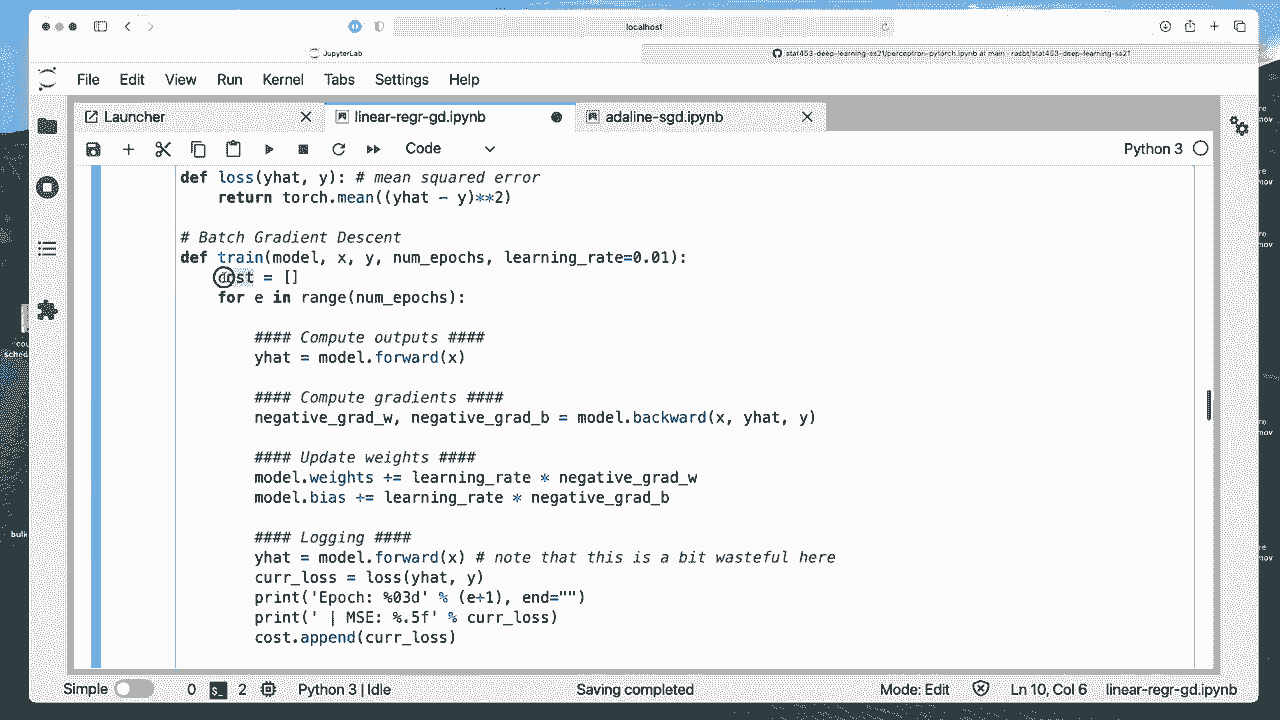 localhost
JupyterLab
stat453-deep-learning-ss21/perceptron-pytorch.ipynb at main · rasbt/stat453-deep-learning-ss21
File Edit View Run Kernel Tabs Settings Help
Launcher
linear-regr-gd.ipynb
adaline-sgd.ipynb
Code
Python 3
def loss(yhat, y): # mean squared error
return torch.mean((yhat - y)**2)
# Batch Gradient Descent
def train(model, x, y, num_epochs, learning_rate=0.01):
cost = []
for e in range(num_epochs):
#### Compute outputs ####
yhat = model.forward(x)
#### Compute gradients ####
negative_grad_w, negative_grad_b = model.backward(x, yhat, y)
#### Update weights ####
model.weights += learning_rate * negative_grad_w
model.bias += learning_rate * negative_grad_b
#### Logging ####
yhat = model.forward(x) # note that this is a bit wasteful here
curr_loss = loss(yhat, y)
print('Epoch: %03d' % (e+1), end="")
print(' | MSE: %.5f' % curr_loss)
cost.append(curr_loss)
Simple 0 2 Python 3 | Idle Saving completed Mode: Edit Ln 10, Col 6 linear-regr-gd.ipynb